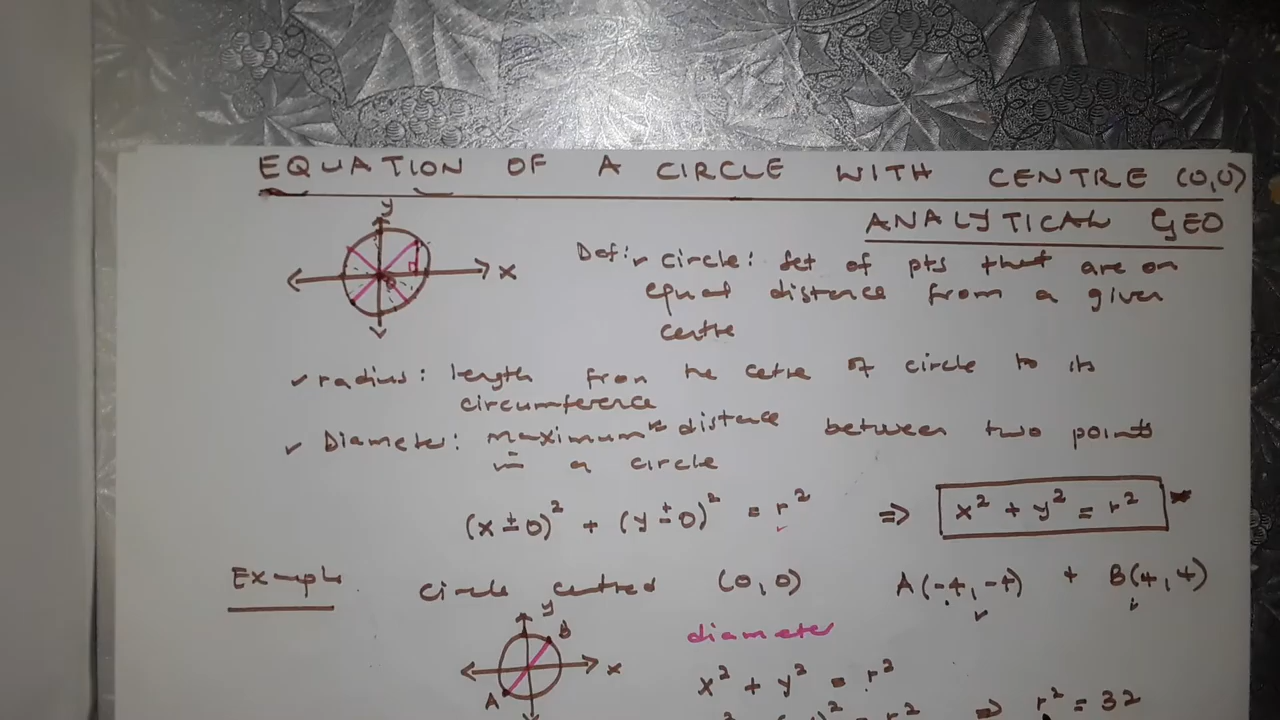 EQUATION OF A CIRCLE WITH CENTRE (0,0)
ANALYTICAL GEO
y
x
Def: circle: set of pts that are on
equal distance from a given
centre
✓ radius: length from the cetre of circle to its
circumference
✓ Diameter: maximum distance between two points
in a circle
(x ± 0)² + (y ± 0)² = r² ⇒ x² + y² = r² *
Example Circle centred (0,0) A(-4,-4) + B(4,4)
y
B
x
A
diameter
x² + y² = r²
⇒ r² = 32